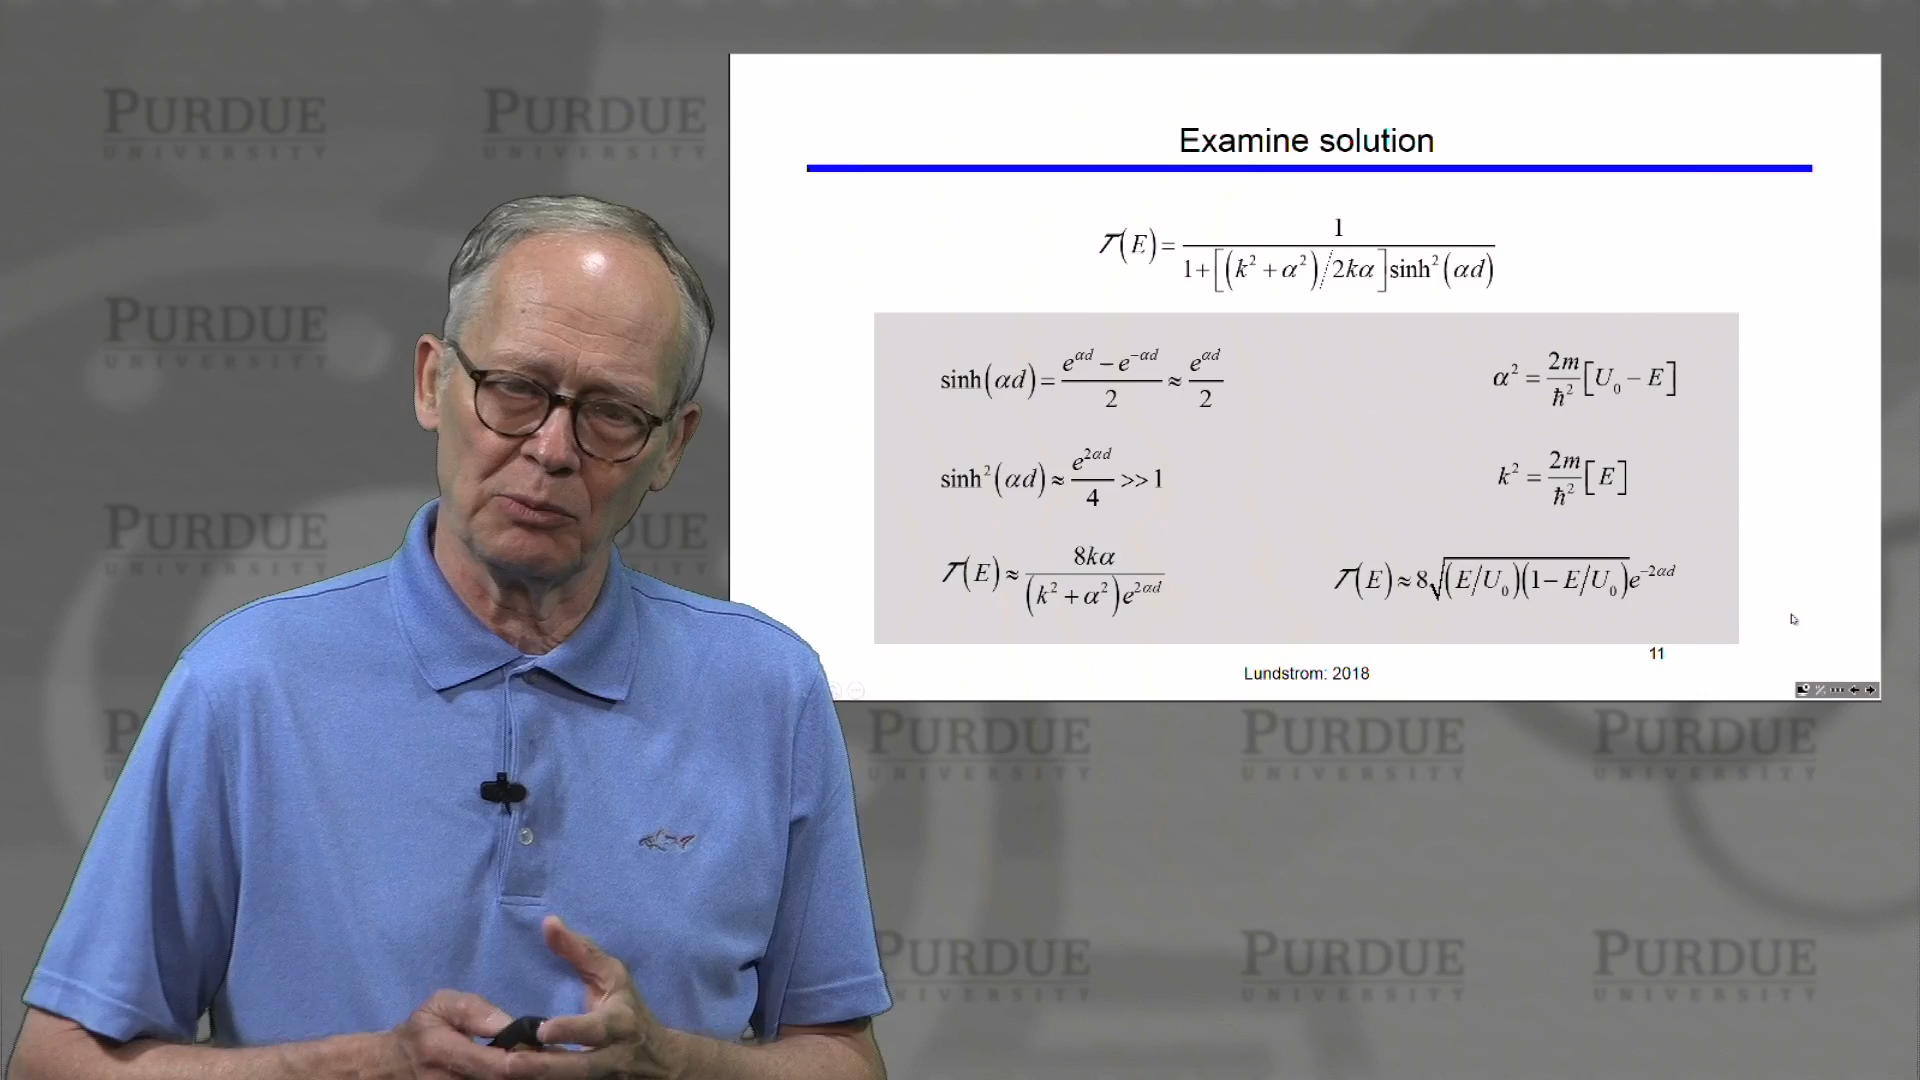 PURDUE PURDUE
UNIVERSITY UNIVERSITY
Examine solution
𝒯(E) = 1 / (1 + [(k² + α²)/2kα] sinh²(αd))
PURDUE
UNIVERSITY
sinh(αd) = (e^{αd} − e^{−αd}) / 2 ≈ e^{αd} / 2
α² = 2m/ħ² [U₀ − E]
sinh²(αd) ≈ e^{2αd} / 4 >> 1
k² = 2m/ħ² [E]
PURDUE
UNIVERSITY
𝒯(E) ≈ 8kα / ((k² + α²)e^{2αd})
𝒯(E) ≈ 8√((E/U₀)(1−E/U₀)) e^{−2αd}
11
Lundstrom: 2018
PURDUE PURDUE PURDUE
UNIVERSITY UNIVERSITY UNIVERSITY
PURDUE PURDUE PURDUE
UNIVERSITY UNIVERSITY UNIVERSITY